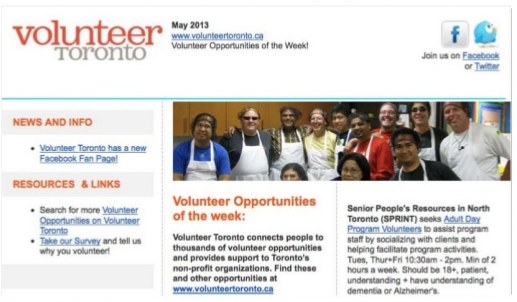 volunteer
TORONTO
May 2013
www.volunteertoronto.ca
Volunteer Opportunities of the Week!
f
Join us on Facebook
or Twitter
NEWS AND INFO
• Volunteer Toronto has a new
Facebook Fan Page!
RESOURCES & LINKS
• Search for more Volunteer
Opportunities on Volunteer
Toronto
• Take our Survey and tell us
why you volunteer!
Volunteer Opportunities
of the week:
Volunteer Toronto connects people to
thousands of volunteer opportunities
and provides support to Toronto's
non-profit organizations. Find these
and other opportunities at
www.volunteertoronto.ca
Senior People's Resources in North
Toronto (SPRINT) seeks Adult Day
Program Volunteers to assist program
staff by socializing with clients and
helping facilitate program activities.
Tues, Thur+Fri 10:30am - 2pm. Min of 2
hours a week. Should be 18+, patient,
understanding + have understanding of
dementia or Alzheimer's.